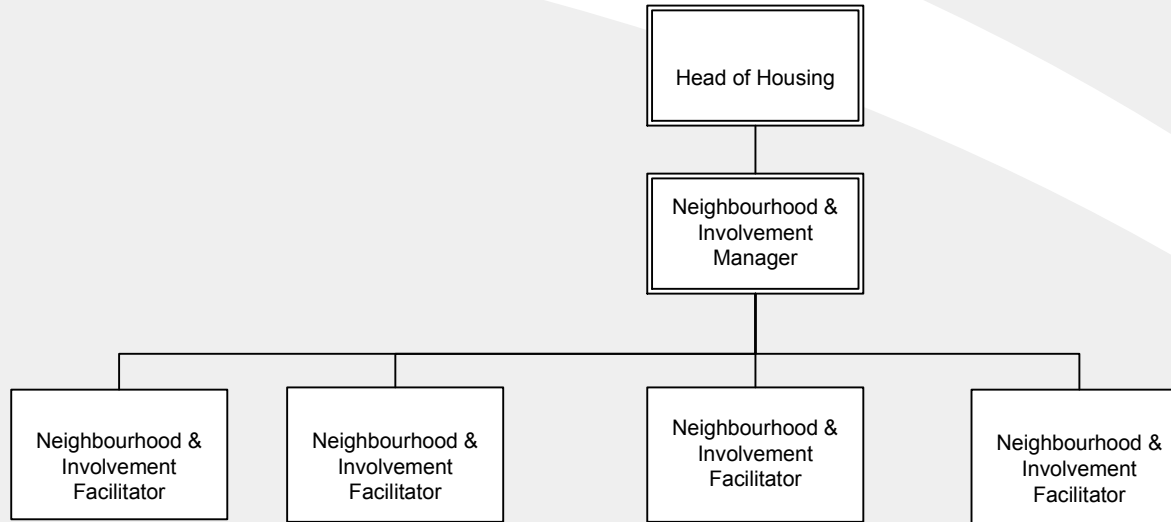 Head of Housing
Neighbourhood &
Involvement
Manager
Neighbourhood &
Involvement
Facilitator
Neighbourhood &
Involvement
Facilitator
Neighbourhood &
Involvement
Facilitator
Neighbourhood &
Involvement
Facilitator